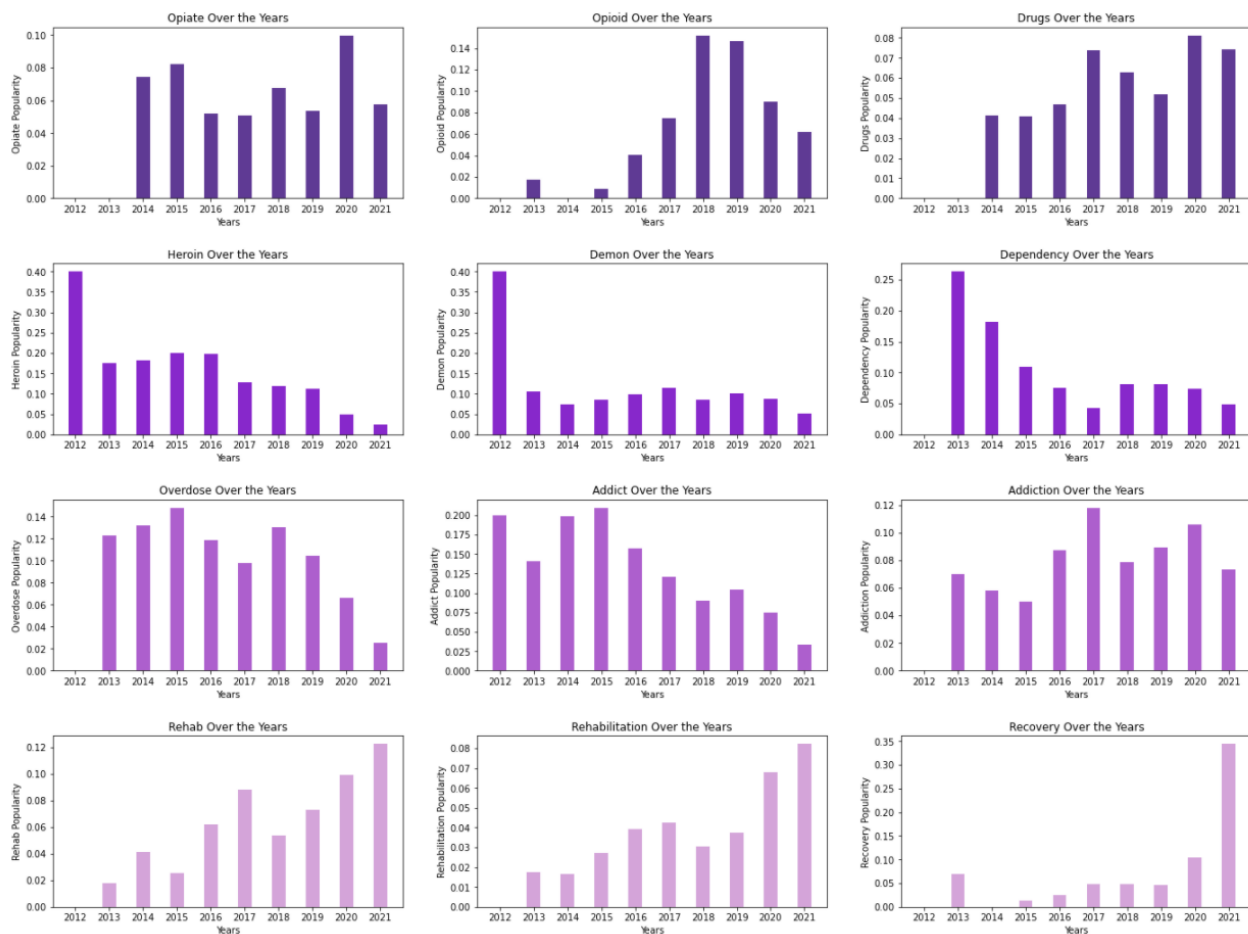 Opiate Over the Years
Opiate Popularity
0.10
0.08
0.06
0.04
0.02
0.00
2012 2013 2014 2015 2016 2017 2018 2019 2020 2021
Years
Opioid Over the Years
Opioid Popularity
0.14
0.12
0.10
0.08
0.06
0.04
0.02
0.00
2012 2013 2014 2015 2016 2017 2018 2019 2020 2021
Years
Drugs Over the Years
Drugs Popularity
0.08
0.07
0.06
0.05
0.04
0.03
0.02
0.01
0.00
2012 2013 2014 2015 2016 2017 2018 2019 2020 2021
Years
Heroin Over the Years
Heroin Popularity
0.40
0.35
0.30
0.25
0.20
0.15
0.10
0.05
0.00
2012 2013 2014 2015 2016 2017 2018 2019 2020 2021
Years
Demon Over the Years
Demon Popularity
0.40
0.35
0.30
0.25
0.20
0.15
0.10
0.05
0.00
2012 2013 2014 2015 2016 2017 2018 2019 2020 2021
Years
Dependency Over the Years
Dependency Popularity
0.25
0.20
0.15
0.10
0.05
0.00
2012 2013 2014 2015 2016 2017 2018 2019 2020 2021
Years
Overdose Over the Years
Overdose Popularity
0.14
0.12
0.10
0.08
0.06
0.04
0.02
0.00
2012 2013 2014 2015 2016 2017 2018 2019 2020 2021
Years
Addict Over the Years
Addict Popularity
0.200
0.175
0.150
0.125
0.100
0.075
0.050
0.025
0.000
2012 2013 2014 2015 2016 2017 2018 2019 2020 2021
Years
Addiction Over the Years
Addiction Popularity
0.12
0.10
0.08
0.06
0.04
0.02
0.00
2012 2013 2014 2015 2016 2017 2018 2019 2020 2021
Years
Rehab Over the Years
Rehab Popularity
0.12
0.10
0.08
0.06
0.04
0.02
0.00
2012 2013 2014 2015 2016 2017 2018 2019 2020 2021
Years
Rehabilitation Over the Years
Rehabilitation Popularity
0.08
0.07
0.06
0.05
0.04
0.03
0.02
0.01
0.00
2012 2013 2014 2015 2016 2017 2018 2019 2020 2021
Years
Recovery Over the Years
Recovery Popularity
0.35
0.30
0.25
0.20
0.15
0.10
0.05
0.00
2012 2013 2014 2015 2016 2017 2018 2019 2020 2021
Years